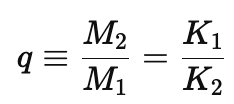 q ≡ M₂/M₁ = K₁/K₂